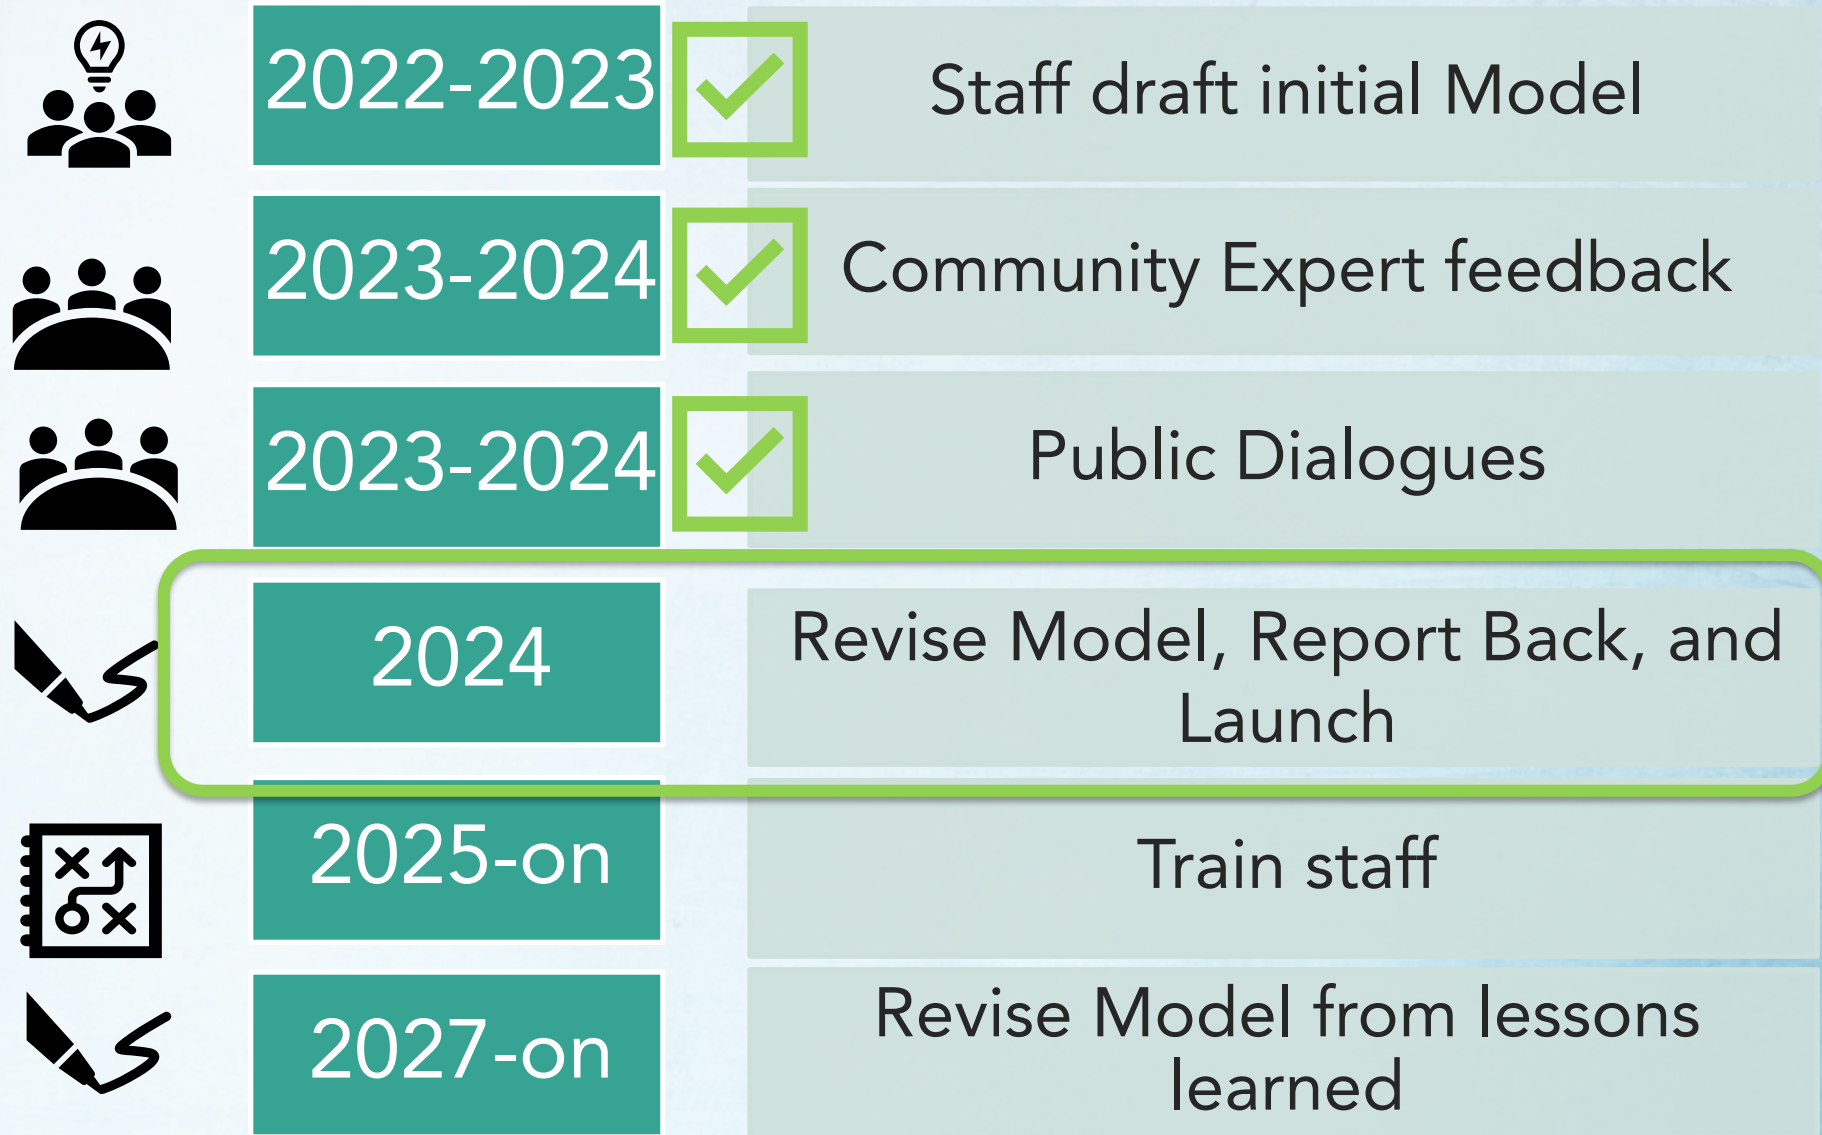 2022-2023
Staff draft initial Model
2023-2024
Community Expert feedback
2023-2024
Public Dialogues
2024
Revise Model, Report Back, and
Launch
2025-on
Train staff
2027-on
Revise Model from lessons
learned